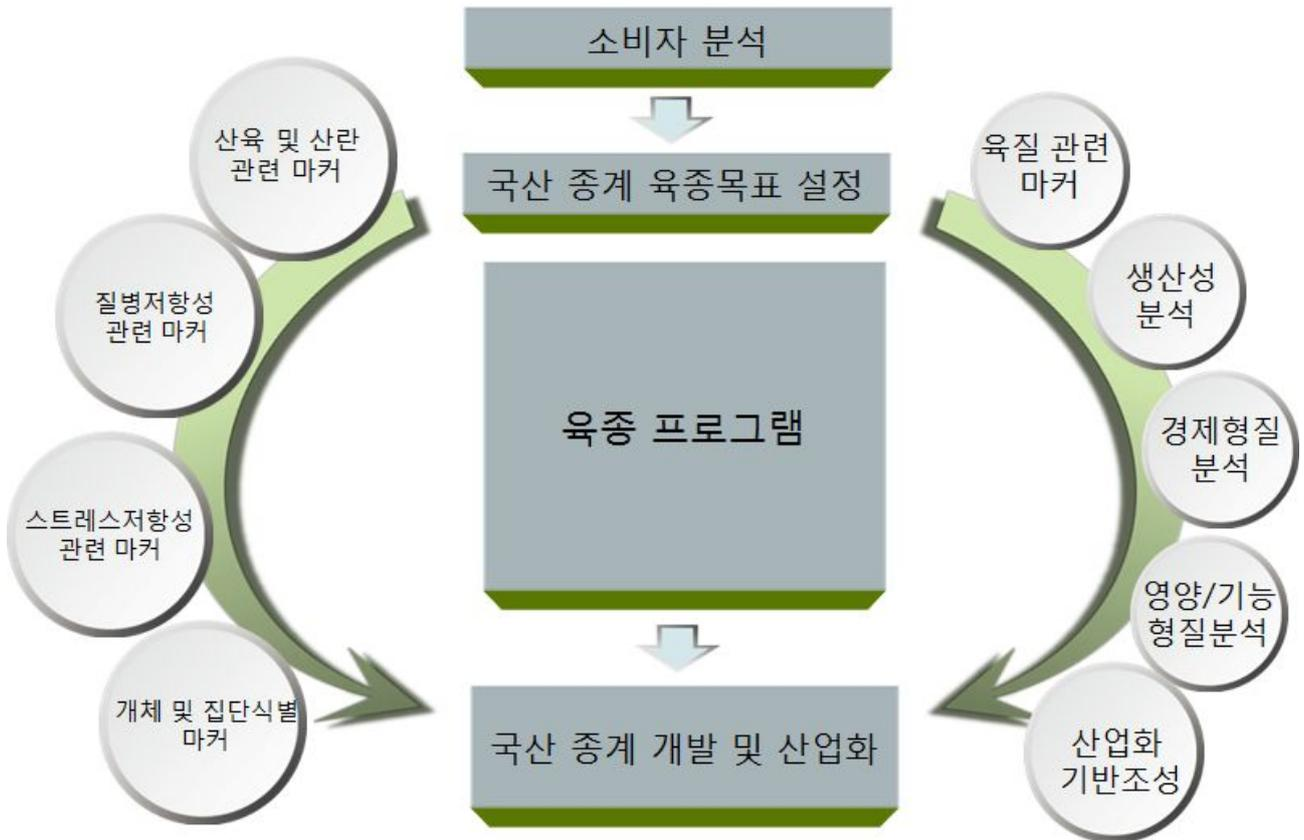 소비자 분석
국산 종계 육종목표 설정
육종 프로그램
국산 종계 개발 및 산업화
산육 및 산란
관련 마커
질병저항성
관련 마커
스트레스저항성
관련 마커
개체 및 집단식별
마커
육질 관련
마커
생산성
분석
경제형질
분석
영양/기능
형질분석
산업화
기반조성